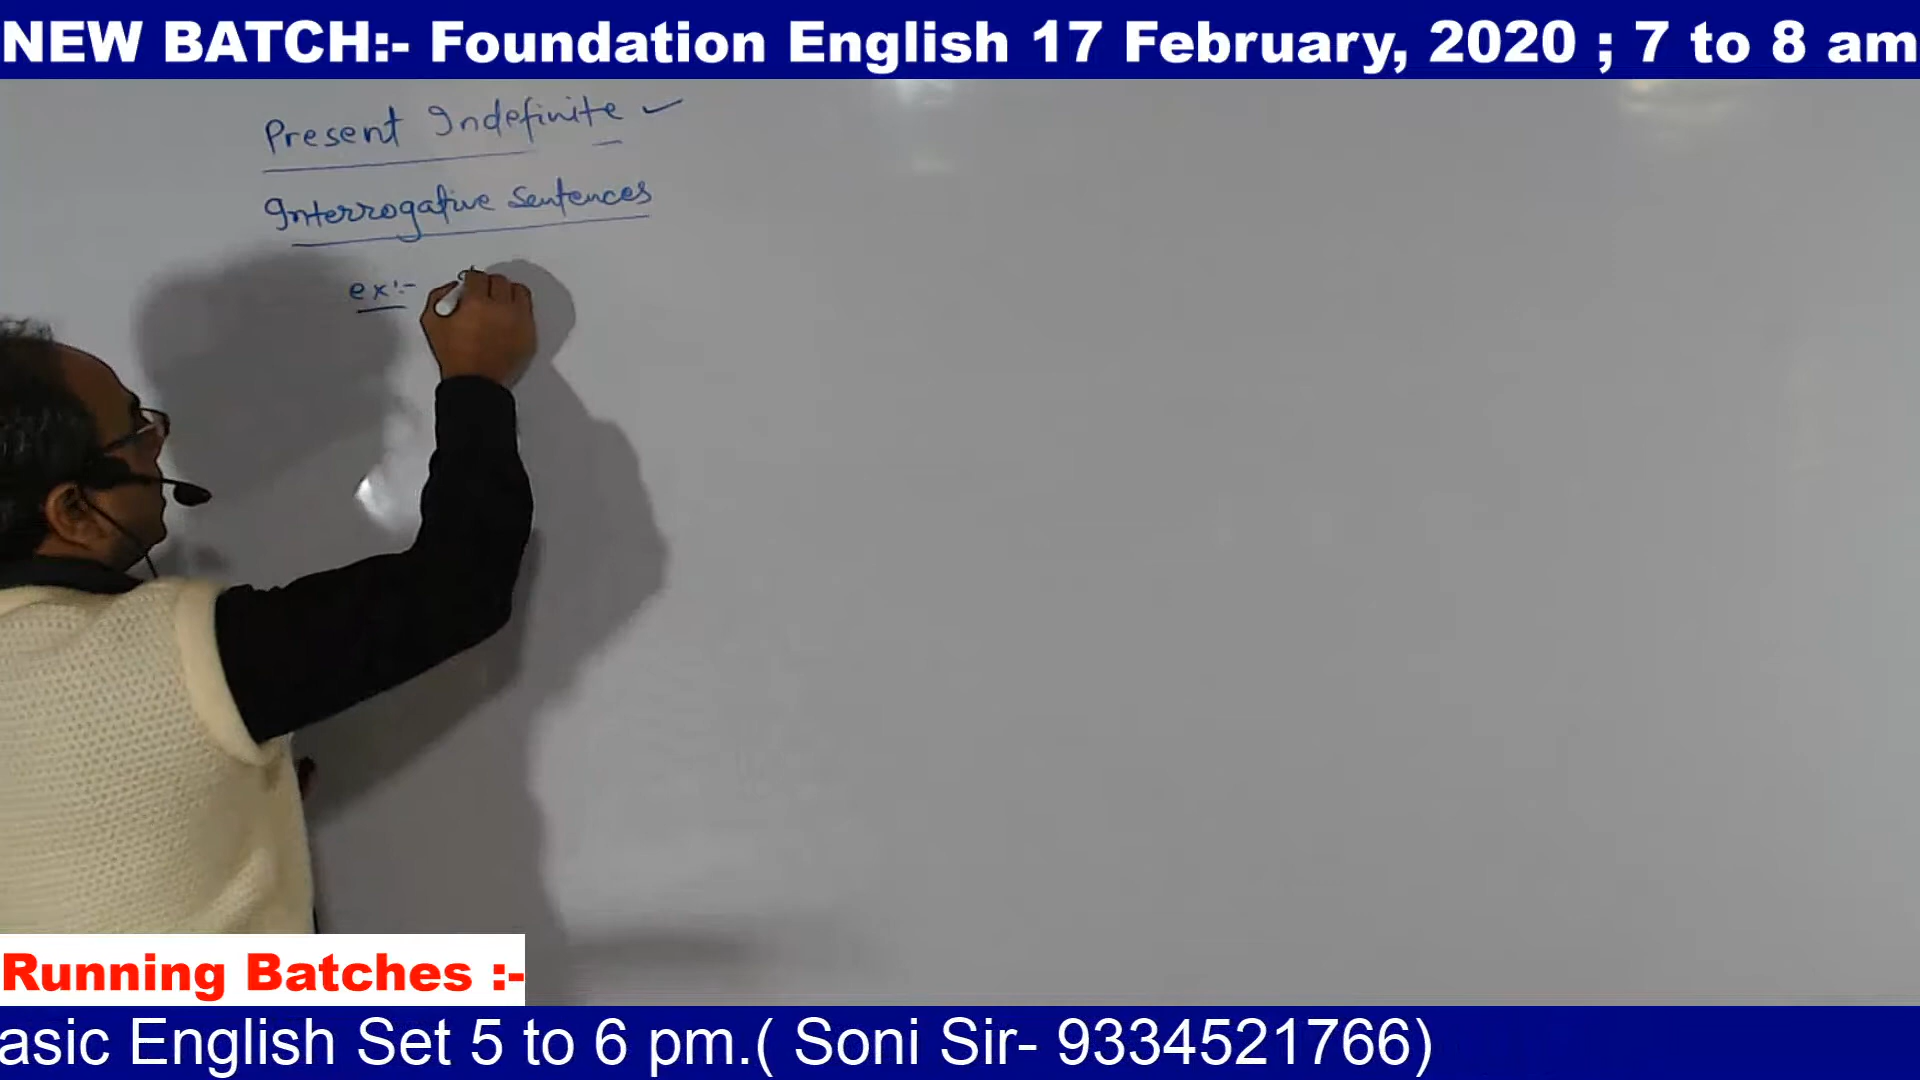 NEW BATCH:- Foundation English 17 February, 2020 ; 7 to 8 am
Present Indefinite
Interrogative Sentences
ex:-
Running Batches :-
asic English Set 5 to 6 pm.( Soni Sir- 9334521766)